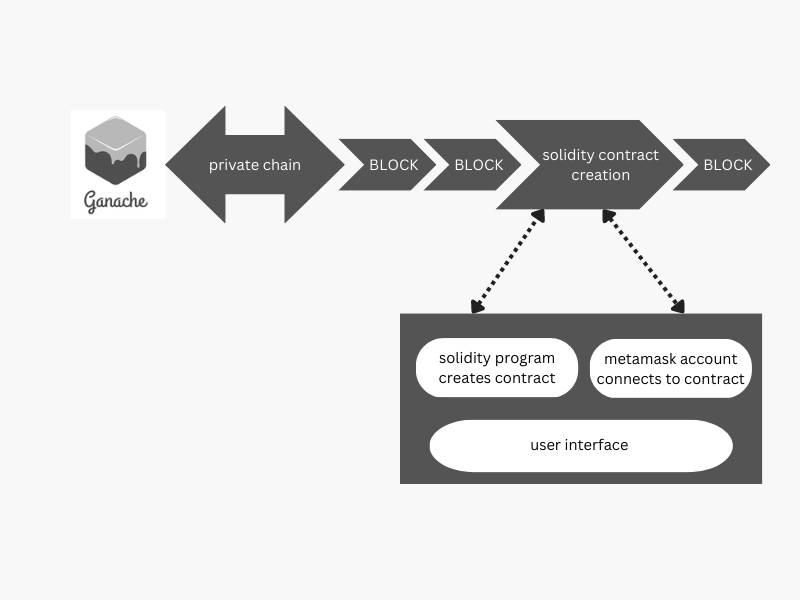 Ganache
private chain
BLOCK
BLOCK
solidity contract
creation
BLOCK
solidity program
creates contract
metamask account
connects to contract
user interface